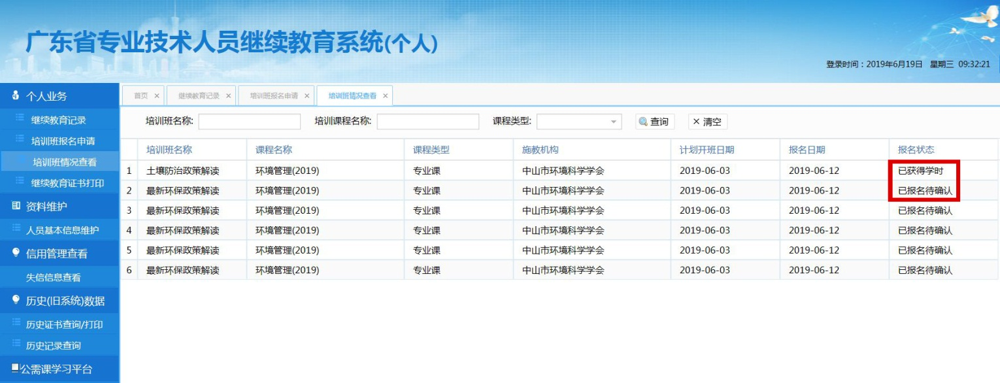 广东省专业技术人员继续教育系统(个人)
登录时间：2019年6月19日 星期三 09:32:21
个人业务
继续教育记录
培训班报名申请
培训班情况查看
继续教育证书打印
资料维护
人员基本信息维护
信用管理查看
失信信息查看
历史(旧系统)数据
历史证书查询/打印
历史记录查询
公需课学习平台
首页 × 继续教育记录 × 培训班报名申请 × 培训班情况查看 ×
培训班名称: 培训课程名称: 课程类型: 查询 × 清空
培训班名称 课程名称 课程类型 施教机构 计划开班日期 报名日期 报名状态
1 土壤防治政策解读 环境管理(2019) 专业课 中山市环境科学学会 2019-06-03 2019-06-12 已获得学时
2 最新环保政策解读 环境管理(2019) 专业课 中山市环境科学学会 2019-06-03 2019-06-12 已报名待确认
3 最新环保政策解读 环境管理(2019) 专业课 中山市环境科学学会 2019-06-03 2019-06-12 已报名待确认
4 最新环保政策解读 环境管理(2019) 专业课 中山市环境科学学会 2019-06-03 2019-06-12 已报名待确认
5 最新环保政策解读 环境管理(2019) 专业课 中山市环境科学学会 2019-06-03 2019-06-12 已报名待确认
6 最新环保政策解读 环境管理(2019) 专业课 中山市环境科学学会 2019-06-03 2019-06-12 已报名待确认